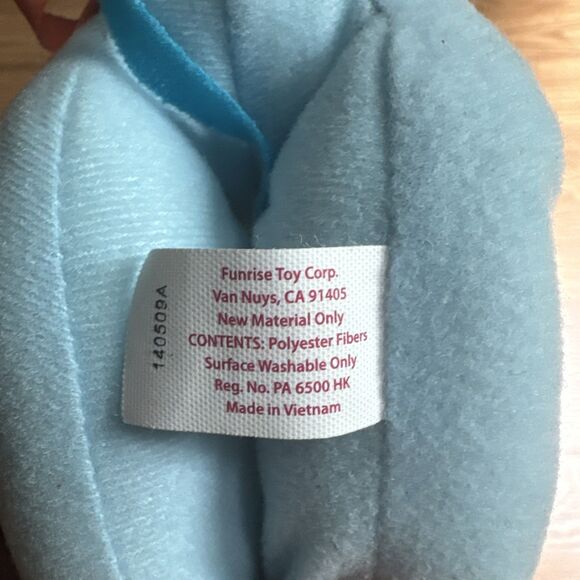 Funrise Toy Corp.
Van Nuys, CA 91405
New Material Only
CONTENTS: Polyester Fibers
Surface Washable Only
Reg. No. PA 6500 HK
Made in Vietnam
140509A